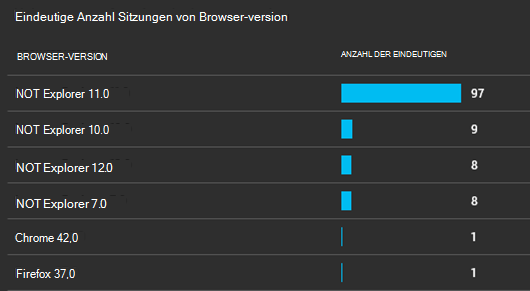 Eindeutige Anzahl Sitzungen von Browser-version
BROWSER-VERSION ANZAHL DER EINDEUTIGEN
NOT Explorer 11.0 97
NOT Explorer 10.0 9
NOT Explorer 12.0 8
NOT Explorer 7.0 8
Chrome 42,0 1
Firefox 37,0 1